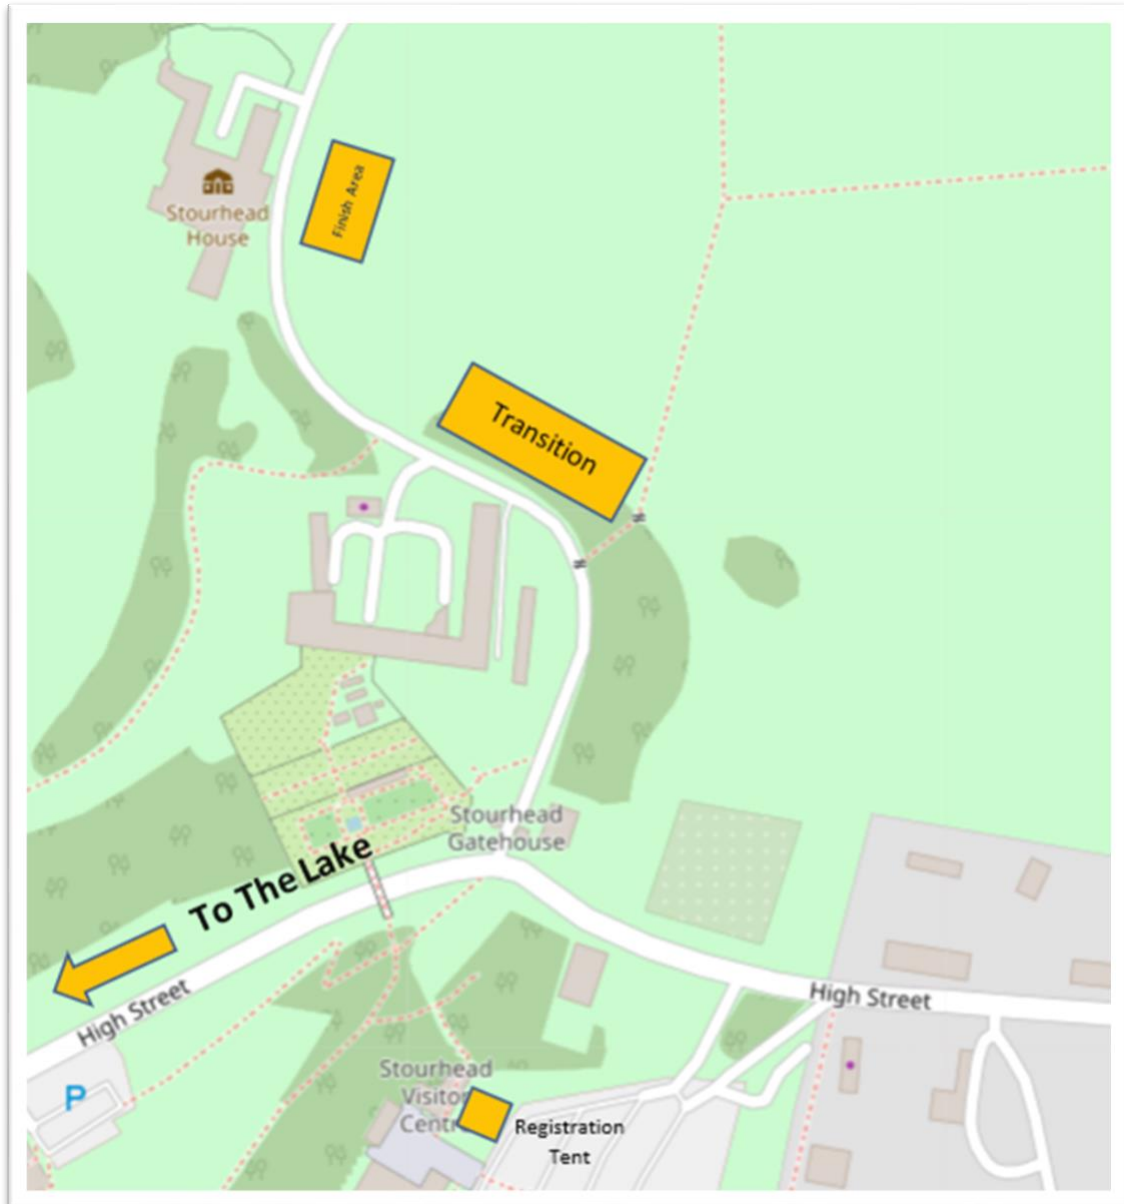 Finish Area
Stourhead
House
Transition
Stourhead
Gatehouse
To The Lake
High Street
High Street
P
Stourhead
Visitor
Centre
Registration
Tent